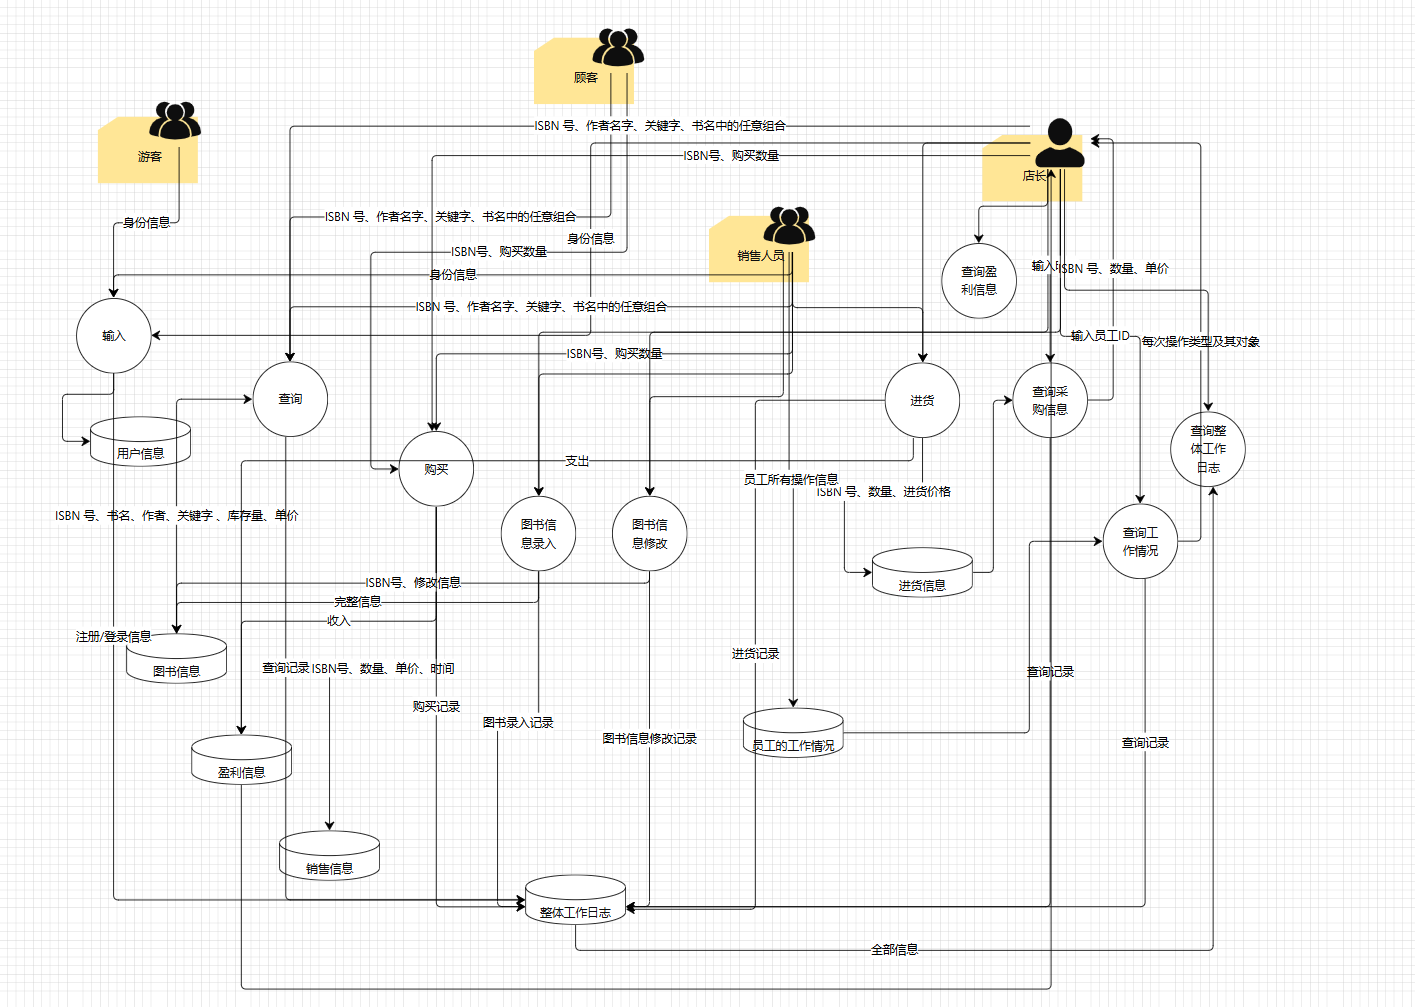 顾客
游客
ISBN 号、作者名字、关键字、书名中的任意组合
ISBN号、购买数量
店长
身份信息
ISBN 号、作者名字、关键字、书名中的任意组合
身份信息
ISBN号、购买数量
销售人员
身份信息
查询盈
利信息
输入
ISBN 号、数量、单价
ISBN 号、作者名字、关键字、书名中的任意组合
输入
输入员工ID
每次操作类型及其对象
ISBN号、购买数量
查询
进货
查询采
购信息
查询整
体工作
日志
用户信息
购买
支出
员工所有操作信息
ISBN 号、数量、进货价格
ISBN 号、书名、作者、关键字 、库存量、单价
图书信
息录入
图书信
息修改
查询工
作情况
进货信息
ISBN号、修改信息
完整信息
收入
注册/登录信息
图书信息
查询记录
ISBN号、数量、单价、时间
进货记录
查询记录
购买记录
图书录入记录
图书信息修改记录
员工的工作情况
查询记录
盈利信息
销售信息
整体工作日志
全部信息